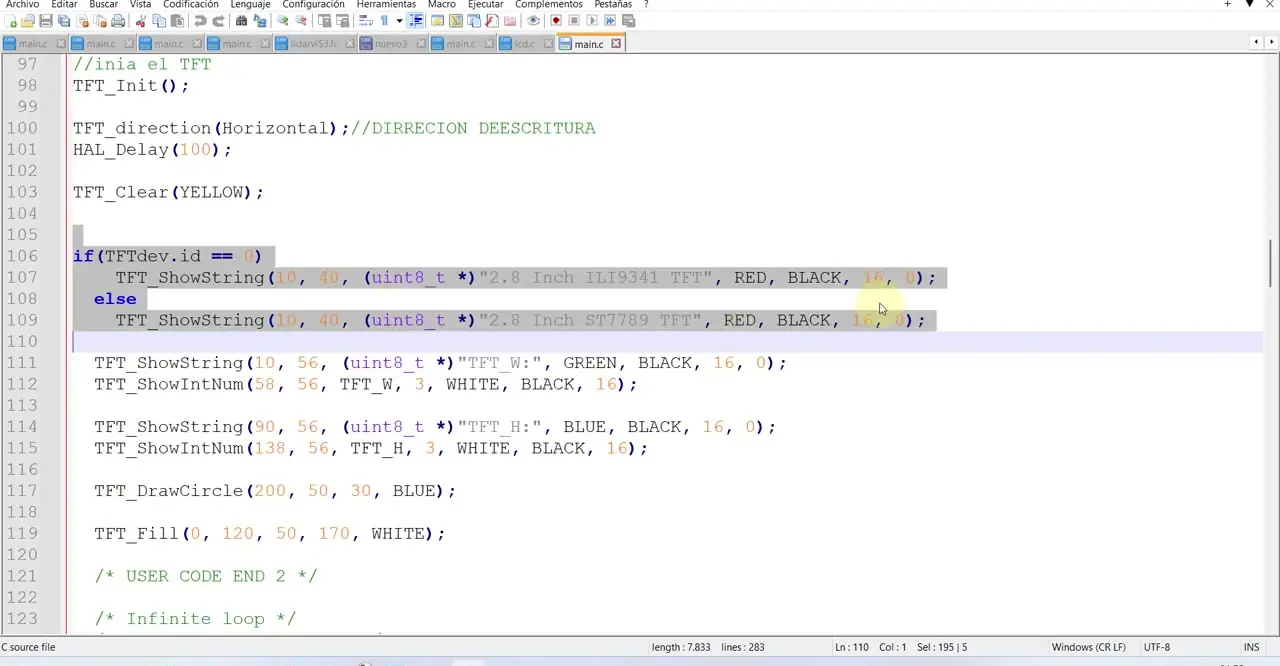 Archivo Editar Buscar Vista Codificación Lenguaje Configuración Herramientas Macro Ejecutar Complementos Pestañas ?
main.c main.c main.c main.c lidarvl53.h nuevo3 main.c lcd.c main.c
97 //inia el TFT
98 TFT_Init();
99
100 TFT_direction(Horizontal);//DIRRECION DEESCRITURA
101 HAL_Delay(100);
102
103 TFT_Clear(YELLOW);
104
105
106 if(TFTdev.id == 0)
107 TFT_ShowString(10, 40, (uint8_t *)"2.8 Inch ILI9341 TFT", RED, BLACK, 16, 0);
108 else
109 TFT_ShowString(10, 40, (uint8_t *)"2.8 Inch ST7789 TFT", RED, BLACK, 16, 0);
110
111 TFT_ShowString(10, 56, (uint8_t *)"TFT_W:", GREEN, BLACK, 16, 0);
112 TFT_ShowIntNum(58, 56, TFT_W, 3, WHITE, BLACK, 16);
113
114 TFT_ShowString(90, 56, (uint8_t *)"TFT_H:", BLUE, BLACK, 16, 0);
115 TFT_ShowIntNum(138, 56, TFT_H, 3, WHITE, BLACK, 16);
116
117 TFT_DrawCircle(200, 50, 30, BLUE);
118
119 TFT_Fill(0, 120, 50, 170, WHITE);
120
121 /* USER CODE END 2 */
122
123 /* Infinite loop */
C source file length : 7.833 lines : 283 Ln : 110 Col : 1 Sel : 195 | 5 Windows (CR LF) UTF-8 INS